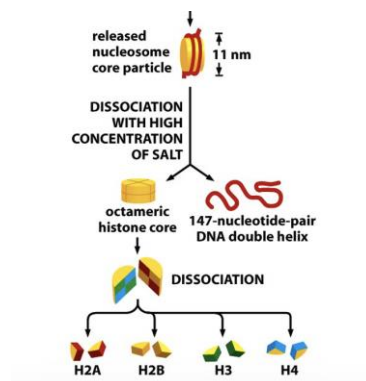 released
nucleosome
core particle
11 nm
DISSOCIATION
WITH HIGH
CONCENTRATION
OF SALT
octameric
histone core
147-nucleotide-pair
DNA double helix
DISSOCIATION
H2A
H2B
H3
H4